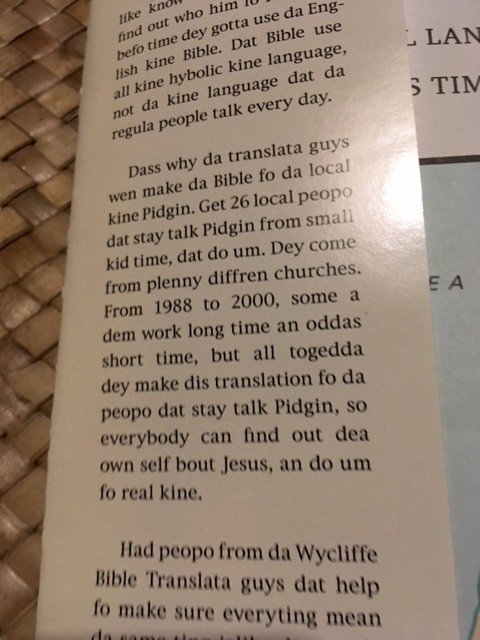 like know
find out who him fo
befo time dey gotta use da Eng-
lish kine Bible. Dat Bible use
all kine hybolic kine language,
not da kine language dat da
regula people talk every day.
Dass why da translata guys
wen make da Bible fo da local
kine Pidgin. Get 26 local peopo
dat stay talk Pidgin from small
kid time, dat do um. Dey come
from plenny diffren churches.
From 1988 to 2000, some a
dem work long time an oddas
short time, but all togedda
dey make dis translation fo da
peopo dat stay talk Pidgin, so
everybody can find out dea
own self bout Jesus, an do um
fo real kine.
Had peopo from da Wycliffe
Bible Translata guys dat help
fo make sure everyting mean
da same ting
L LAN
S TIM
E A